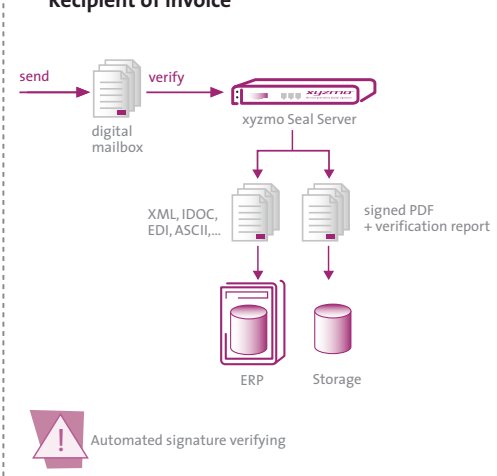 Recipient of Invoice
send
verify
xyzmo
digital
mailbox
xyzmo Seal Server
XML, IDOC,
EDI, ASCII,...
signed PDF
+ verification report
ERP
Storage
!
Automated signature verifying